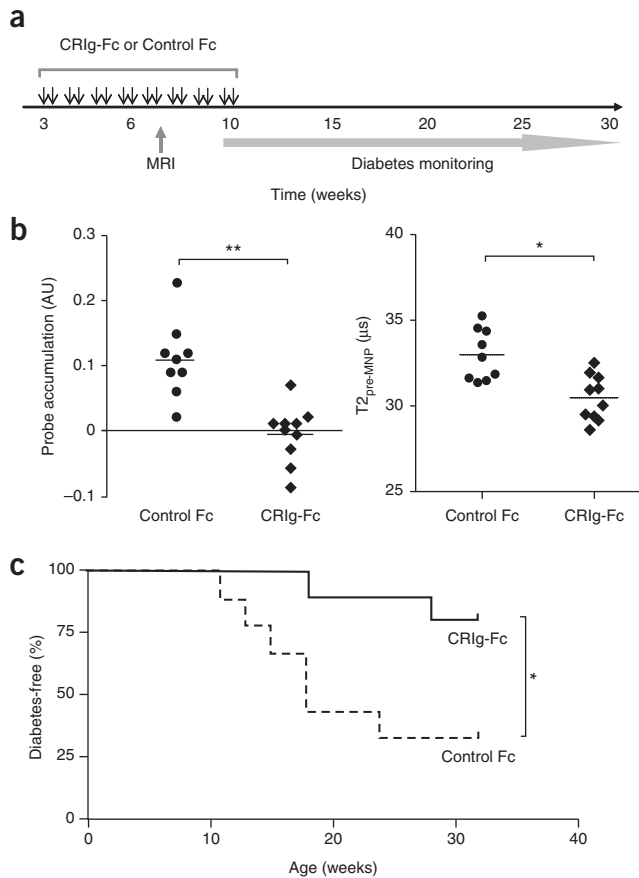 a
CRIg-Fc or Control Fc
3 6 10 15 20 25 30
MRI Diabetes monitoring
Time (weeks)
b
0.3
0.2
0.1
0
–0.1
Probe accumulation (AU)
**
Control Fc CRIg-Fc
40
35
30
25
T2pre-MNP (µs)
*
Control Fc CRIg-Fc
c
100
75
50
25
0
Diabetes-free (%)
CRIg-Fc
*
Control Fc
0 10 20 30 40
Age (weeks)